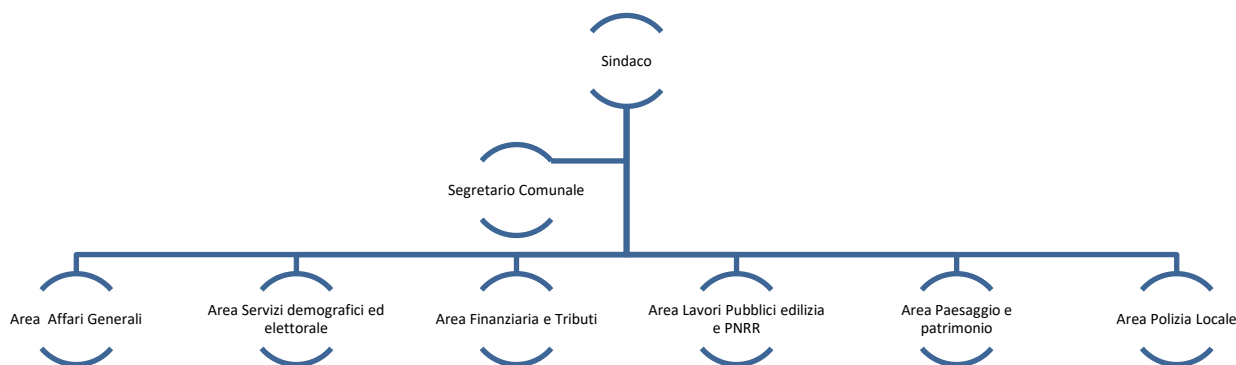 Sindaco
Segretario Comunale
Area Affari Generali
Area Servizi demografici ed
elettorale
Area Finanziaria e Tributi
Area Lavori Pubblici edilizia
e PNRR
Area Paesaggio e
patrimonio
Area Polizia Locale